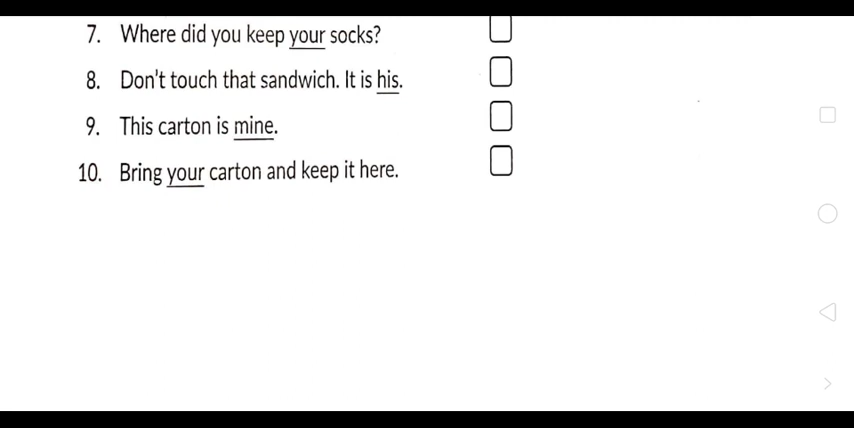 7. Where did you keep your socks?
8. Don't touch that sandwich. It is his.
9. This carton is mine.
10. Bring your carton and keep it here.